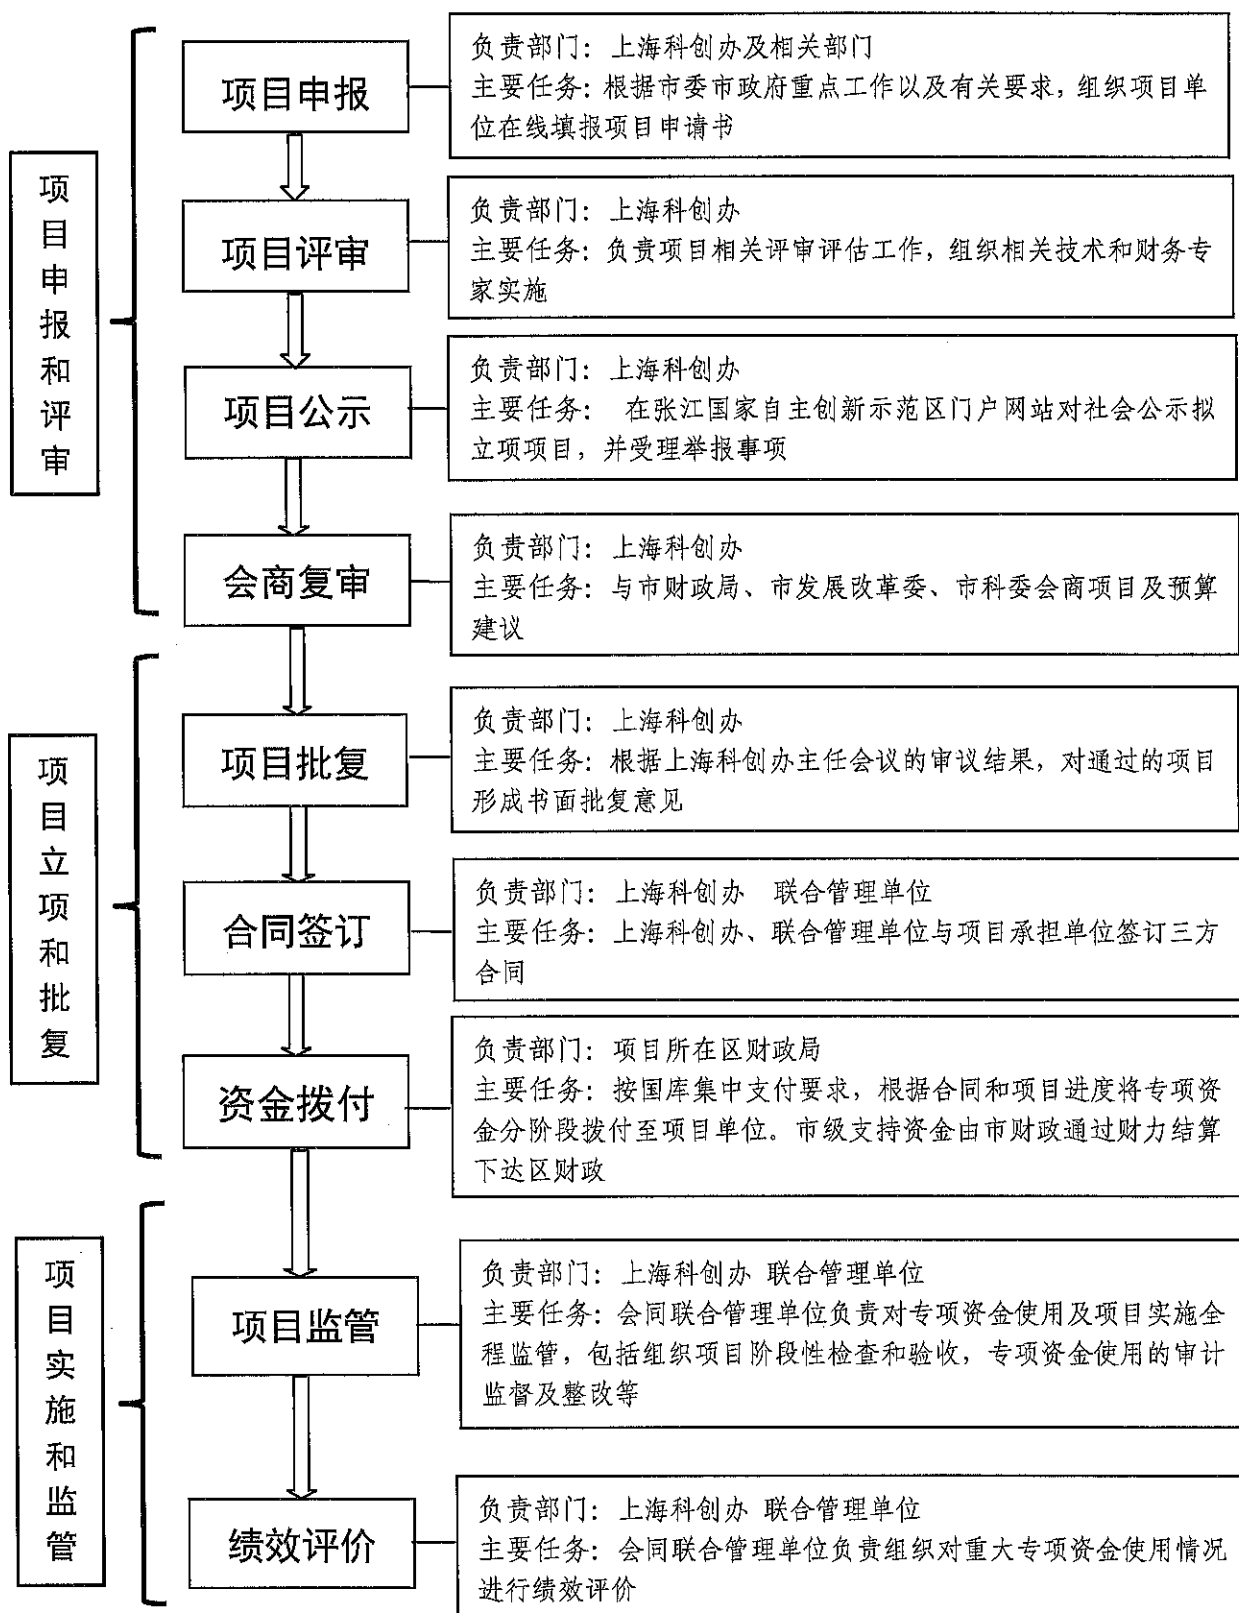 项目申报和评审
项目申报
负责部门：上海科创办及相关部门
主要任务：根据市委市政府重点工作以及有关要求，组织项目单
位在线填报项目申请书
项目评审
负责部门：上海科创办
主要任务：负责项目相关评审评估工作，组织相关技术和财务专
家实施
项目公示
负责部门：上海科创办
主要任务： 在张江国家自主创新示范区门户网站对社会公示拟
立项项目，并受理举报事项
会商复审
负责部门：上海科创办
主要任务：与市财政局、市发展改革委、市科委会商项目及预算
建议
项目立项和批复
项目批复
负责部门：上海科创办
主要任务：根据上海科创办主任会议的审议结果，对通过的项目
形成书面批复意见
合同签订
负责部门：上海科创办 联合管理单位
主要任务：上海科创办、联合管理单位与项目承担单位签订三方
合同
资金拨付
负责部门：项目所在区财政局
主要任务：按国库集中支付要求，根据合同和项目进度将专项资
金分阶段拨付至项目单位。市级支持资金由市财政通过财力结算
下达区财政
项目实施和监管
项目监管
负责部门：上海科创办 联合管理单位
主要任务：会同联合管理单位负责对专项资金使用及项目实施全
程监管，包括组织项目阶段性检查和验收，专项资金使用的审计
监督及整改等
绩效评价
负责部门：上海科创办 联合管理单位
主要任务：会同联合管理单位负责组织对重大专项资金使用情况
进行绩效评价